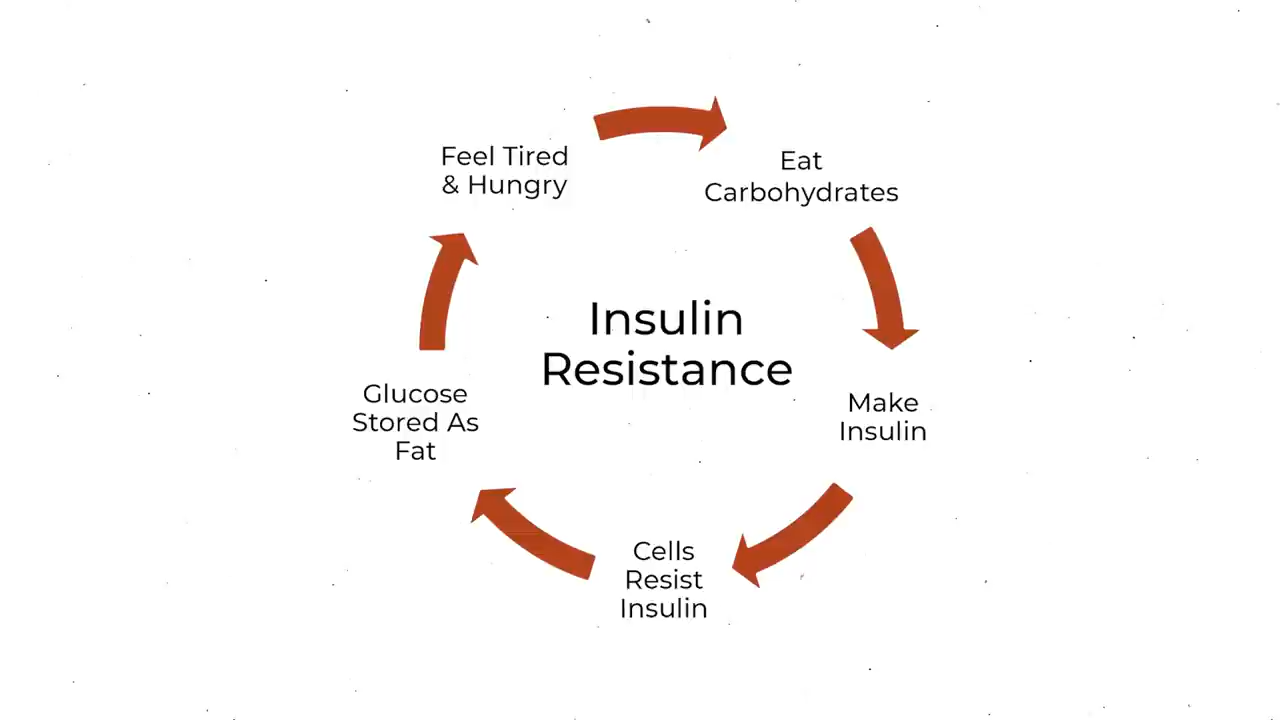 Insulin
Resistance
Eat
Carbohydrates
Make
Insulin
Cells
Resist
Insulin
Glucose
Stored As
Fat
Feel Tired
& Hungry